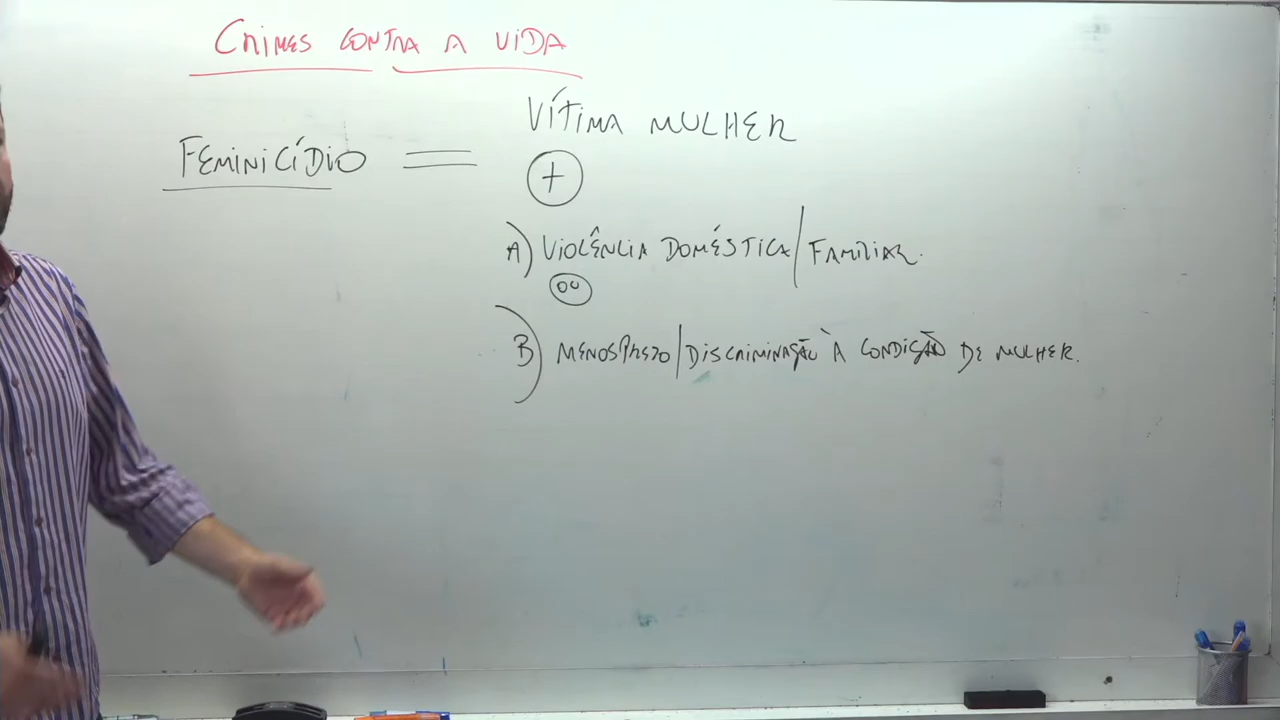 CRIMES CONTRA A VIDA
VÍTIMA MULHER
FEMINICÍDIO =
+
A) VIOLÊNCIA DOMÉSTICA/FAMILIAR.
OU
B) MENOSPREZO/DISCRIMINAÇÃO À CONDIÇÃO DE MULHER.